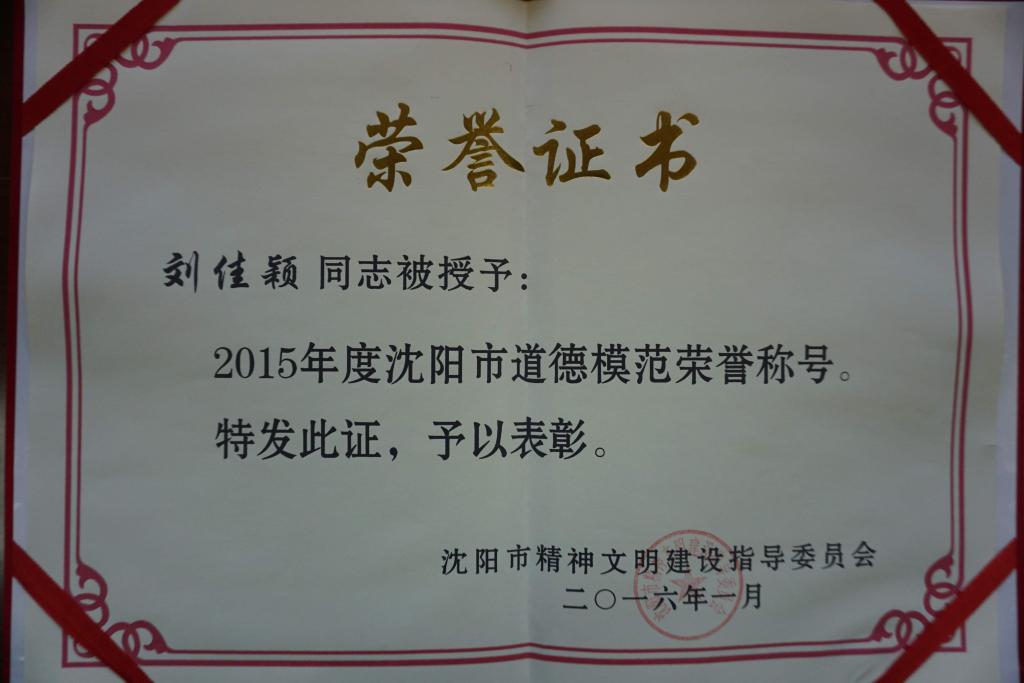 荣誉证书
刘佳颖 同志被授予：
2015年度沈阳市道德模范荣誉称号。
特发此证，予以表彰。
沈阳市精神文明建设指导委员会
二〇一六年一月